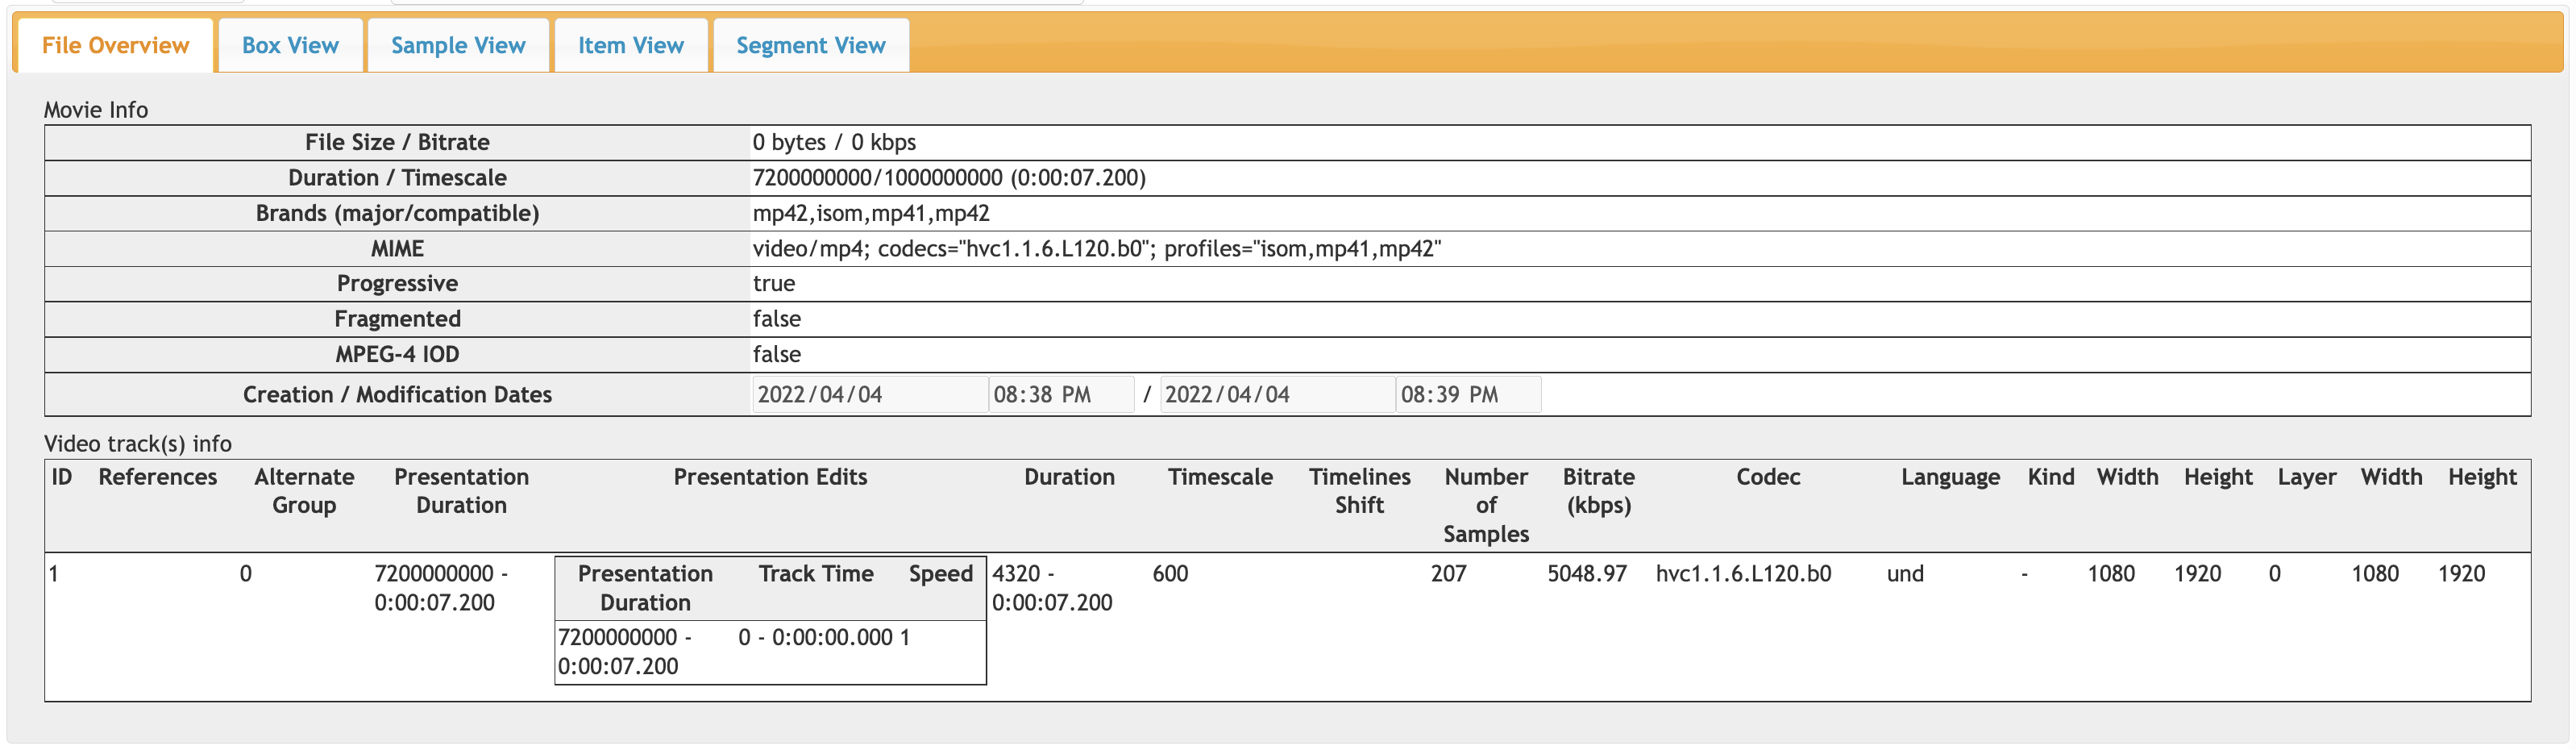 File Overview
Box View
Sample View
Item View
Segment View
Movie Info
File Size / Bitrate 0 bytes / 0 kbps
Duration / Timescale 7200000000/1000000000 (0:00:07.200)
Brands (major/compatible) mp42,isom,mp41,mp42
MIME video/mp4; codecs="hvc1.1.6.L120.b0"; profiles="isom,mp41,mp42"
Progressive true
Fragmented false
MPEG-4 IOD false
Creation / Modification Dates 2022/04/04 08:38 PM / 2022/04/04 08:39 PM
Video track(s) info
ID References Alternate Presentation Presentation Edits Duration Timescale Timelines Number Bitrate Codec Language Kind Width Height Layer Width Height
Group Duration Shift of (kbps)
Samples
1 0 7200000000 - Presentation Track Time Speed 4320 - 600 207 5048.97 hvc1.1.6.L120.b0 und - 1080 1920 0 1080 1920
0:00:07.200 Duration 0:00:07.200
7200000000 - 0 - 0:00:00.000 1
0:00:07.200